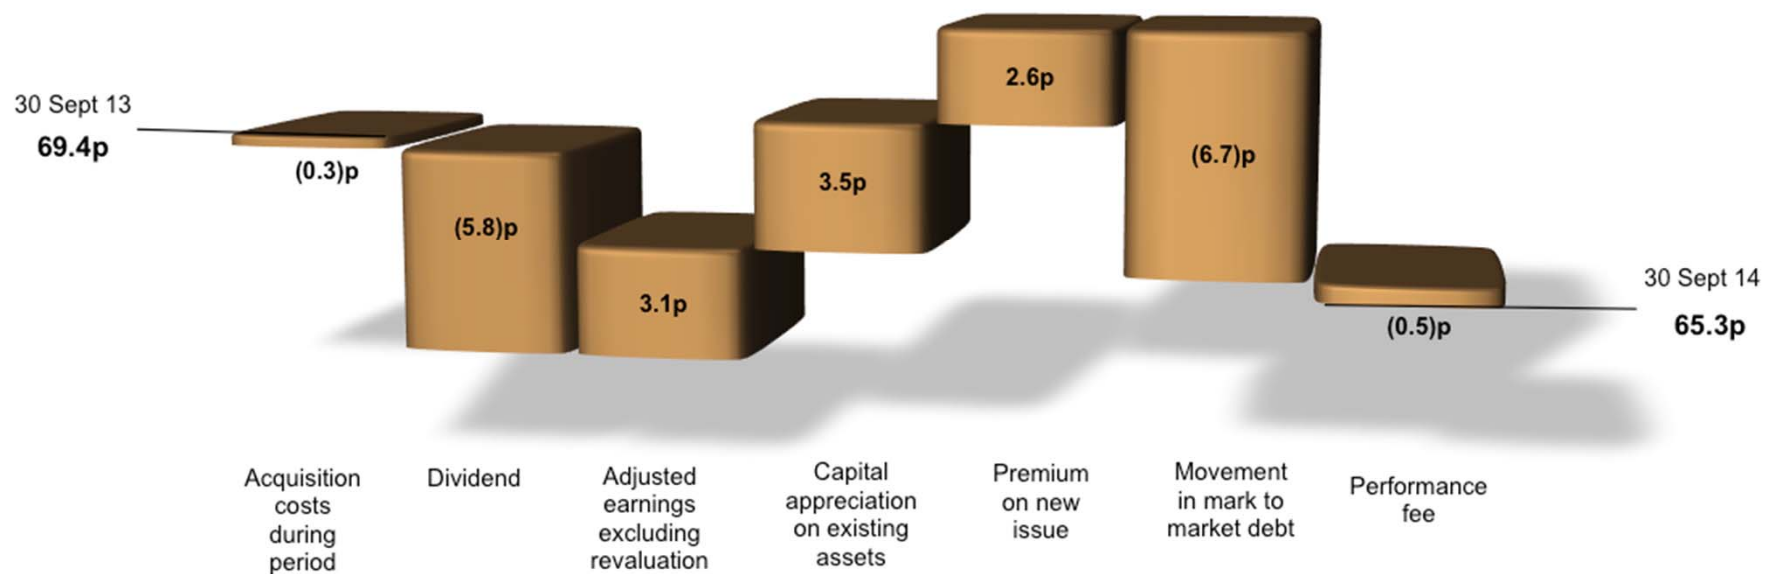 30 Sept 13
69.4p
(0.3)p
(5.8)p
3.1p
3.5p
2.6p
(6.7)p
(0.5)p
30 Sept 14
65.3p
Acquisition
costs
during
period
Dividend
Adjusted
earnings
excluding
revaluation
Capital
appreciation
on existing
assets
Premium
on new
issue
Movement
in mark to
market debt
Performance
fee